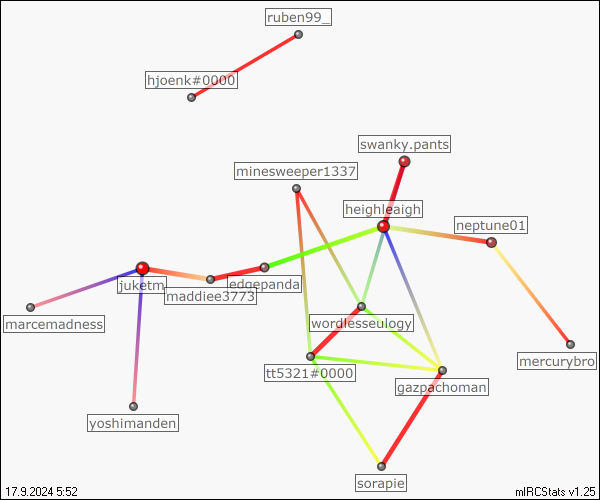 ruben99_
hjoenk#0000
swanky.pants
minesweeper1337
heighleaigh
neptune01
edgepanda
juketm
maddiee3773
marcemadness
wordlesseulogy
mercurybro
tt5321#0000
gazpachoman
yoshimanden
sorapie
17.9.2024 5:52
mIRCStats v1.25